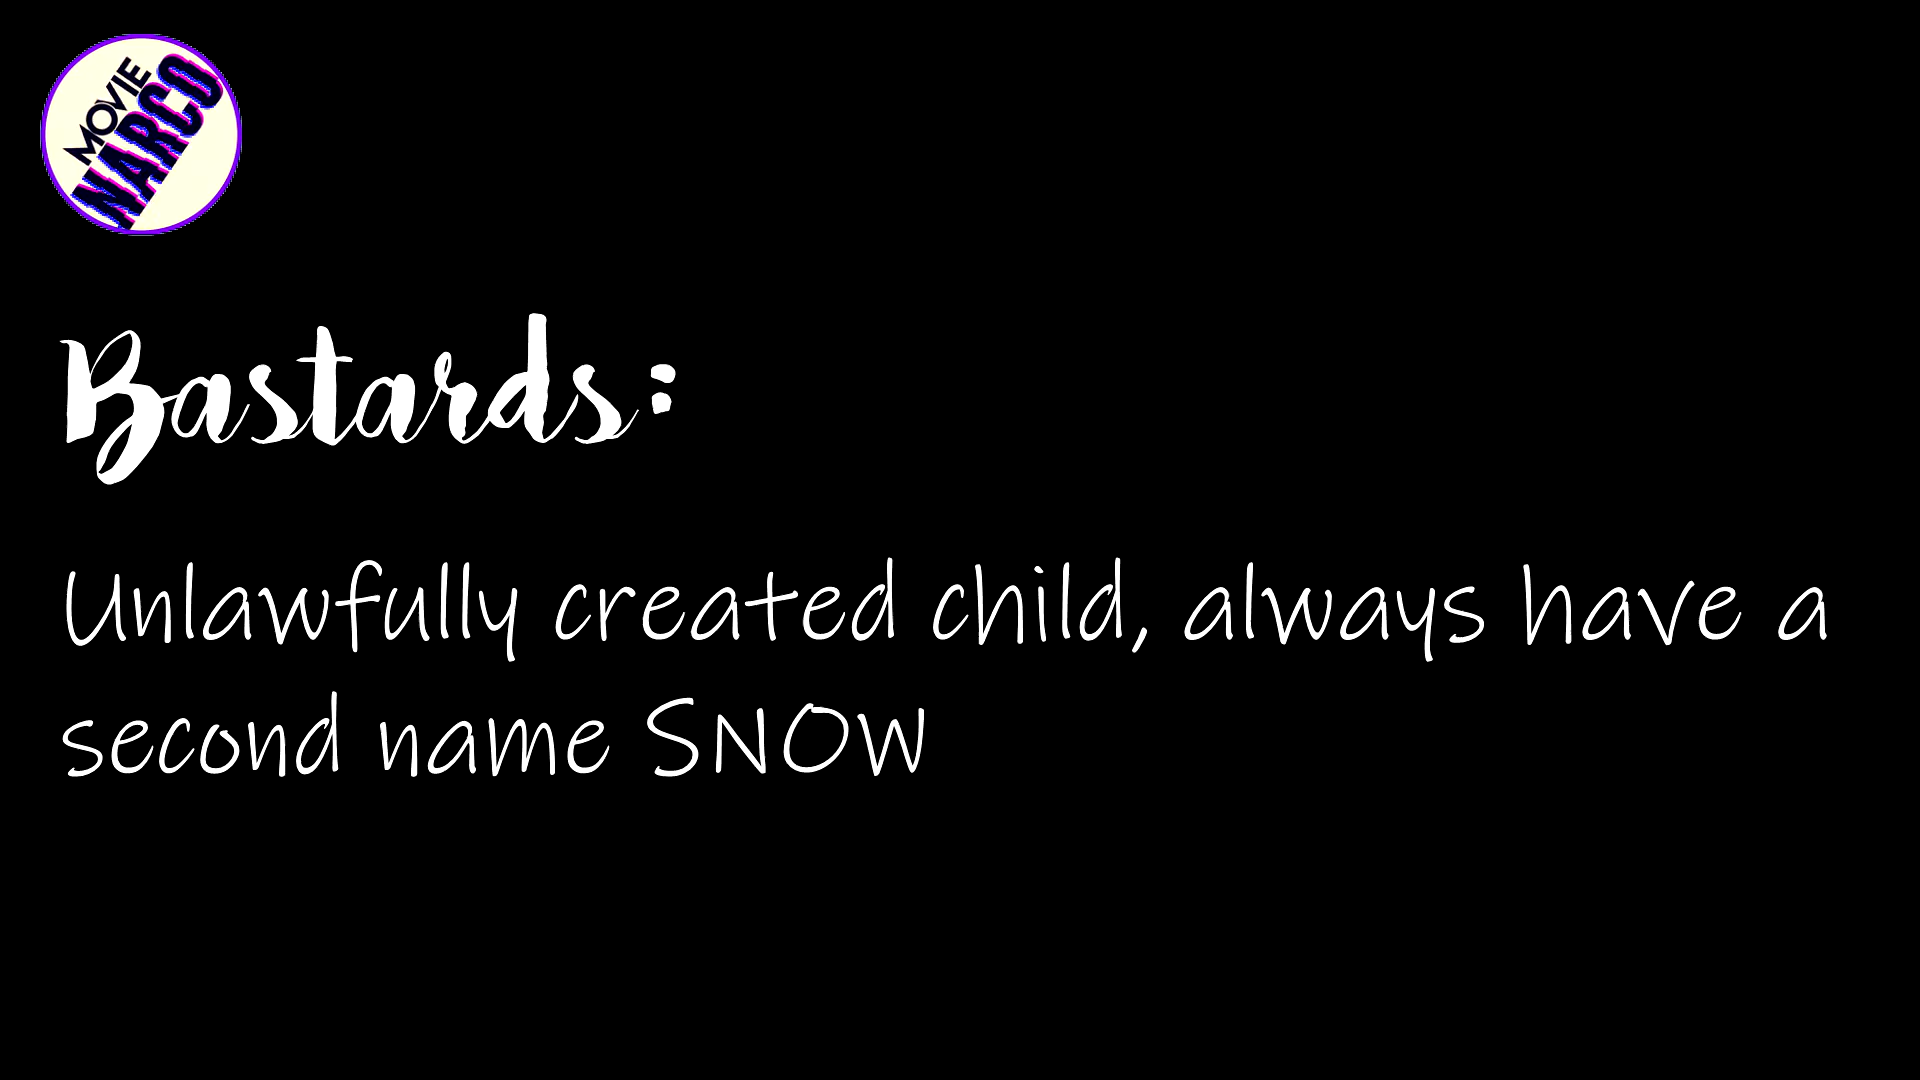 MOVIE
NARCO
Bastards:
Unlawfully created child, always have a
second name SNOW